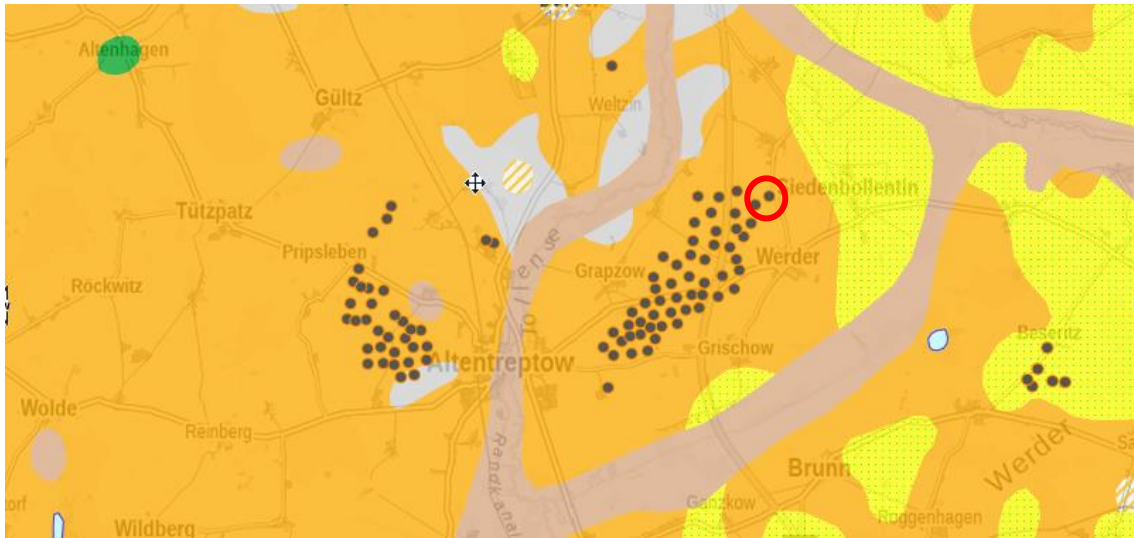 Altenhagen
Gültz
Weltzin
Siedenbollentin
Tützpatz
Pripsleben
Tollense
Grapzow
Werder
Röckwitz
Beseritz
Grischow
Altentreptow
Wolde
Reinberg
Randkanal
Werder
Brunn
Ganzkow
Roggenhagen
Wildberg